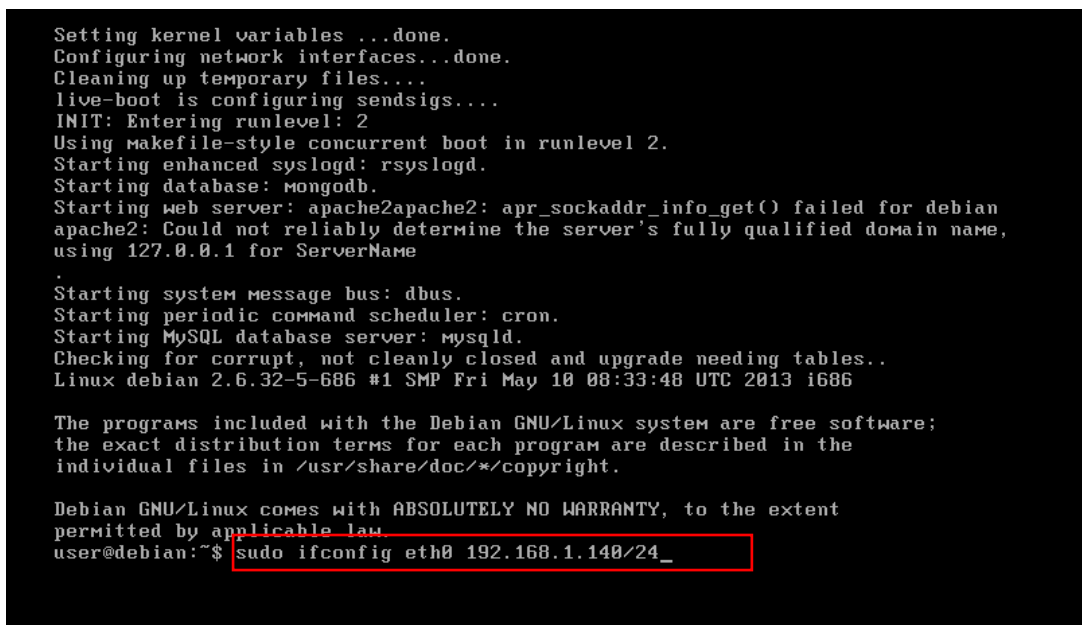 Setting kernel variables ...done.
Configuring network interfaces...done.
Cleaning up temporary files....
live-boot is configuring sendsigs....
INIT: Entering runlevel: 2
Using makefile-style concurrent boot in runlevel 2.
Starting enhanced syslogd: rsyslogd.
Starting database: mongodb.
Starting web server: apache2apache2: apr_sockaddr_info_get() failed for debian
apache2: Could not reliably determine the server's fully qualified domain name,
using 127.0.0.1 for ServerName
.
Starting system message bus: dbus.
Starting periodic command scheduler: cron.
Starting MySQL database server: mysqld.
Checking for corrupt, not cleanly closed and upgrade needing tables..
Linux debian 2.6.32-5-686 #1 SMP Fri May 10 08:33:48 UTC 2013 i686
The programs included with the Debian GNU/Linux system are free software;
the exact distribution terms for each program are described in the
individual files in /usr/share/doc/*/copyright.
Debian GNU/Linux comes with ABSOLUTELY NO WARRANTY, to the extent
permitted by applicable law.
user@debian:~$ sudo ifconfig eth0 192.168.1.140/24_